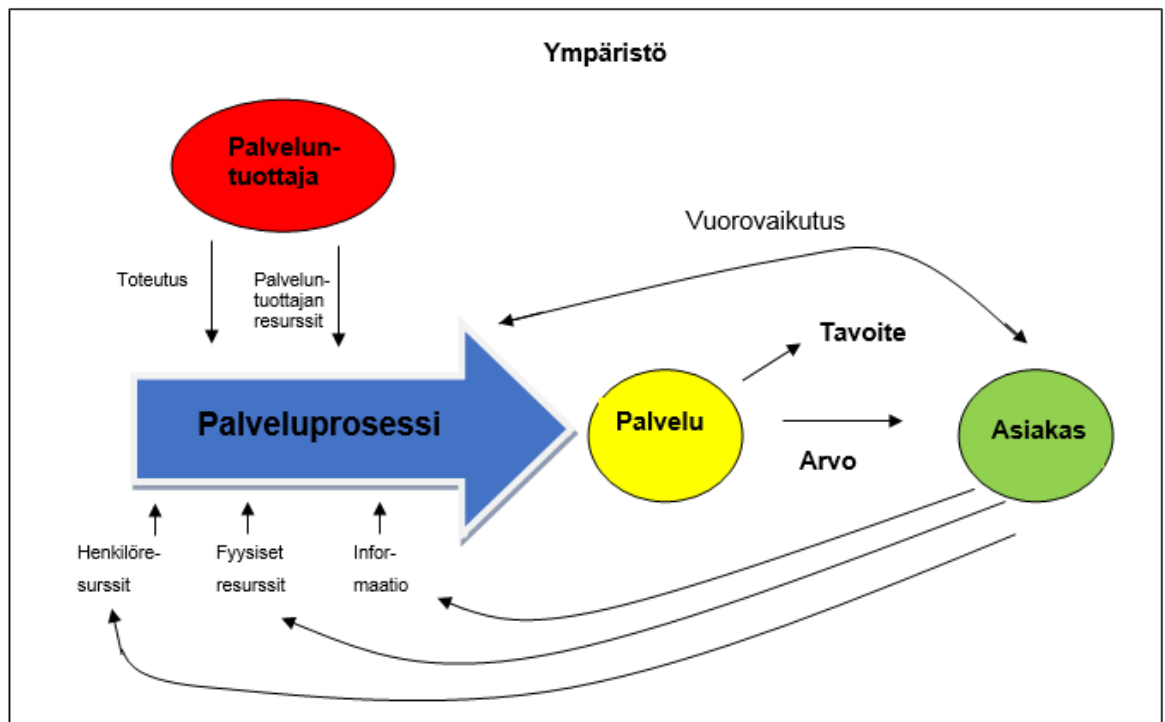 Ympäristö
Palvelun-
tuottaja
Vuorovaikutus
Toteutus
Palvelun-
tuottajan
resurssit
Tavoite
Palveluprosessi
Palvelu
Asiakas
Arvo
Henkilöre-
surssit
Fyysiset
resurssit
Infor-
maatio